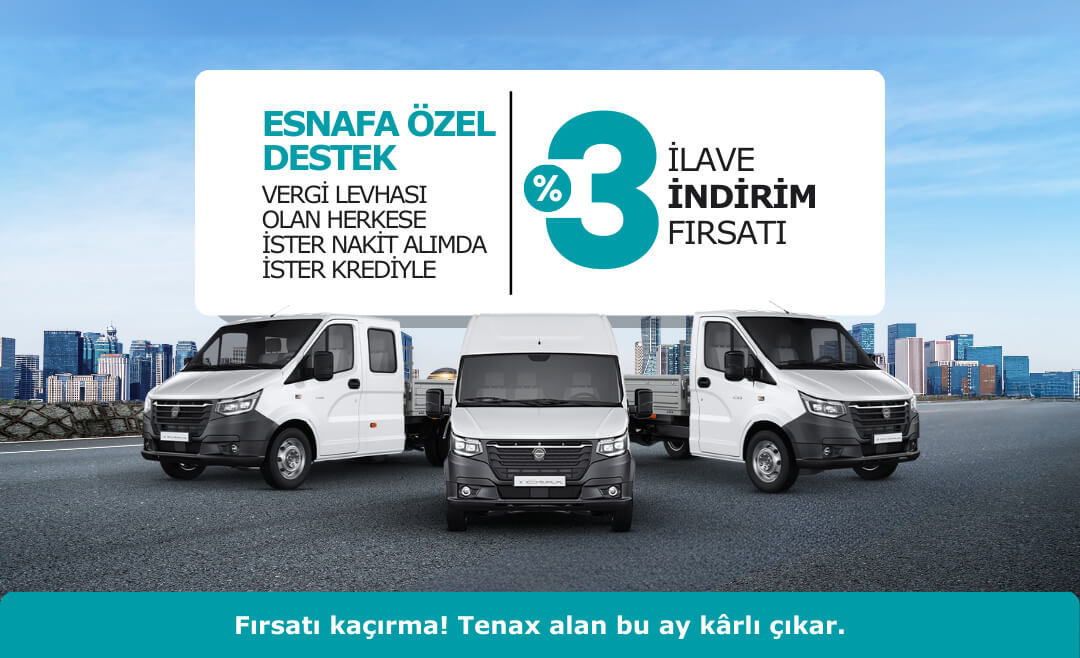 ESNAFA ÖZEL
DESTEK
VERGİ LEVHASI
OLAN HERKESE
İSTER NAKİT ALIMDA
İSTER KREDİYLE
%3
İLAVE
İNDİRİM
FIRSATI
Fırsatı kaçırma! Tenax alan bu ay kârlı çıkar.